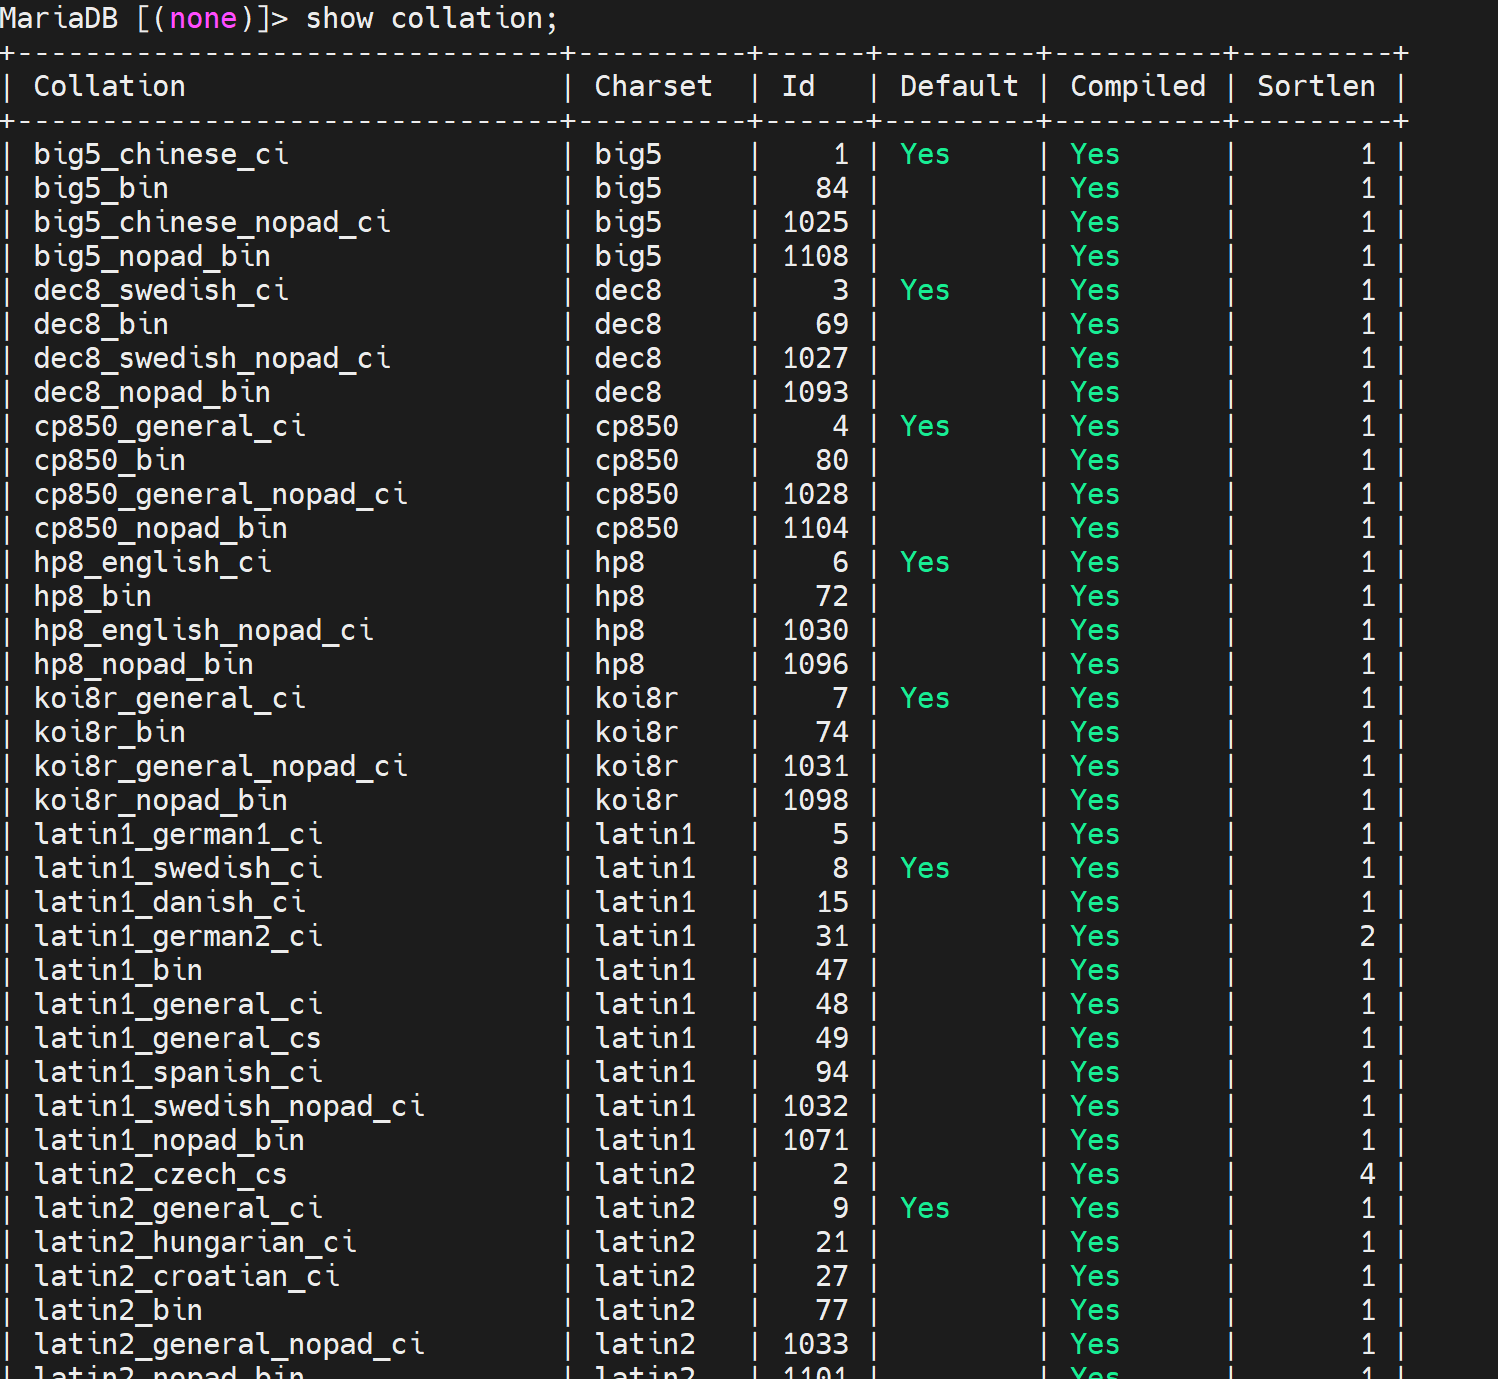 MariaDB [(none)]> show collation;
+--------------------------------+----------+------+---------+----------+---------+
| Collation                      | Charset  | Id   | Default | Compiled | Sortlen |
+--------------------------------+----------+------+---------+----------+---------+
| big5_chinese_ci                | big5     |    1 | Yes     | Yes      |       1 |
| big5_bin                       | big5     |   84 |         | Yes      |       1 |
| big5_chinese_nopad_ci          | big5     | 1025 |         | Yes      |       1 |
| big5_nopad_bin                 | big5     | 1108 |         | Yes      |       1 |
| dec8_swedish_ci                | dec8     |    3 | Yes     | Yes      |       1 |
| dec8_bin                       | dec8     |   69 |         | Yes      |       1 |
| dec8_swedish_nopad_ci          | dec8     | 1027 |         | Yes      |       1 |
| dec8_nopad_bin                 | dec8     | 1093 |         | Yes      |       1 |
| cp850_general_ci               | cp850    |    4 | Yes     | Yes      |       1 |
| cp850_bin                      | cp850    |   80 |         | Yes      |       1 |
| cp850_general_nopad_ci         | cp850    | 1028 |         | Yes      |       1 |
| cp850_nopad_bin                | cp850    | 1104 |         | Yes      |       1 |
| hp8_english_ci                 | hp8      |    6 | Yes     | Yes      |       1 |
| hp8_bin                        | hp8      |   72 |         | Yes      |       1 |
| hp8_english_nopad_ci           | hp8      | 1030 |         | Yes      |       1 |
| hp8_nopad_bin                  | hp8      | 1096 |         | Yes      |       1 |
| koi8r_general_ci               | koi8r    |    7 | Yes     | Yes      |       1 |
| koi8r_bin                      | koi8r    |   74 |         | Yes      |       1 |
| koi8r_general_nopad_ci         | koi8r    | 1031 |         | Yes      |       1 |
| koi8r_nopad_bin                | koi8r    | 1098 |         | Yes      |       1 |
| latin1_german1_ci              | latin1   |    5 |         | Yes      |       1 |
| latin1_swedish_ci              | latin1   |    8 | Yes     | Yes      |       1 |
| latin1_danish_ci               | latin1   |   15 |         | Yes      |       1 |
| latin1_german2_ci              | latin1   |   31 |         | Yes      |       2 |
| latin1_bin                     | latin1   |   47 |         | Yes      |       1 |
| latin1_general_ci              | latin1   |   48 |         | Yes      |       1 |
| latin1_general_cs              | latin1   |   49 |         | Yes      |       1 |
| latin1_spanish_ci              | latin1   |   94 |         | Yes      |       1 |
| latin1_swedish_nopad_ci        | latin1   | 1032 |         | Yes      |       1 |
| latin1_nopad_bin               | latin1   | 1071 |         | Yes      |       1 |
| latin2_czech_cs                | latin2   |    2 |         | Yes      |       4 |
| latin2_general_ci              | latin2   |    9 | Yes     | Yes      |       1 |
| latin2_hungarian_ci            | latin2   |   21 |         | Yes      |       1 |
| latin2_croatian_ci             | latin2   |   27 |         | Yes      |       1 |
| latin2_bin                     | latin2   |   77 |         | Yes      |       1 |
| latin2_general_nopad_ci        | latin2   | 1033 |         | Yes      |       1 |
| latin2_nopad_bin               | latin2   | 1101 |         | Yes      |       1 |